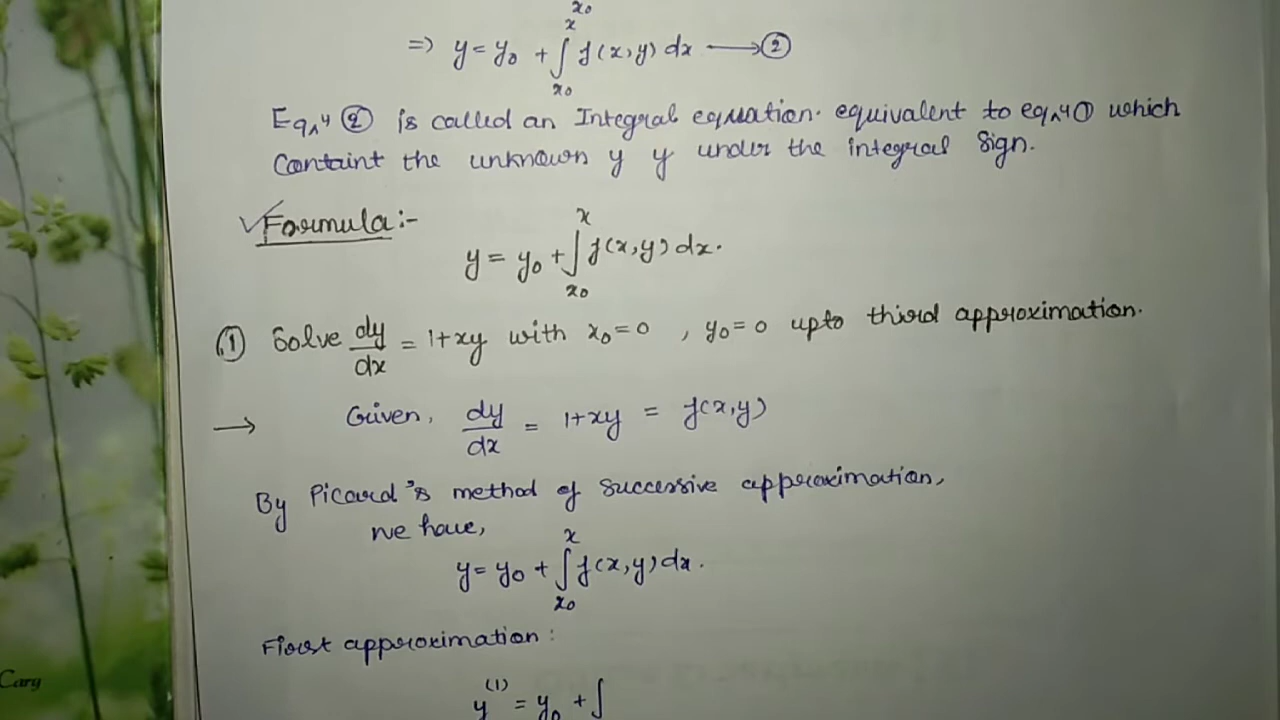 x0
x
=> y = y0 + ∫ f(x,y) dx → ②
x0
Eqn ② is called an Integral equation. equivalent to eqn ① which
Containt the unknown y y under the integral Sign.
✓Formula:-
x
y = y0 + ∫ f(x,y) dx.
x0
① Solve dy/dx = 1+xy with x0=0 , y0=0 upto third approximation.
→ Given, dy/dx = 1+xy = f(x,y)
By Picard's method of successive approximation,
we have,
x
y = y0 + ∫ f(x,y) dx.
x0
First approximation:
y(1) = y0 + ∫
Cary